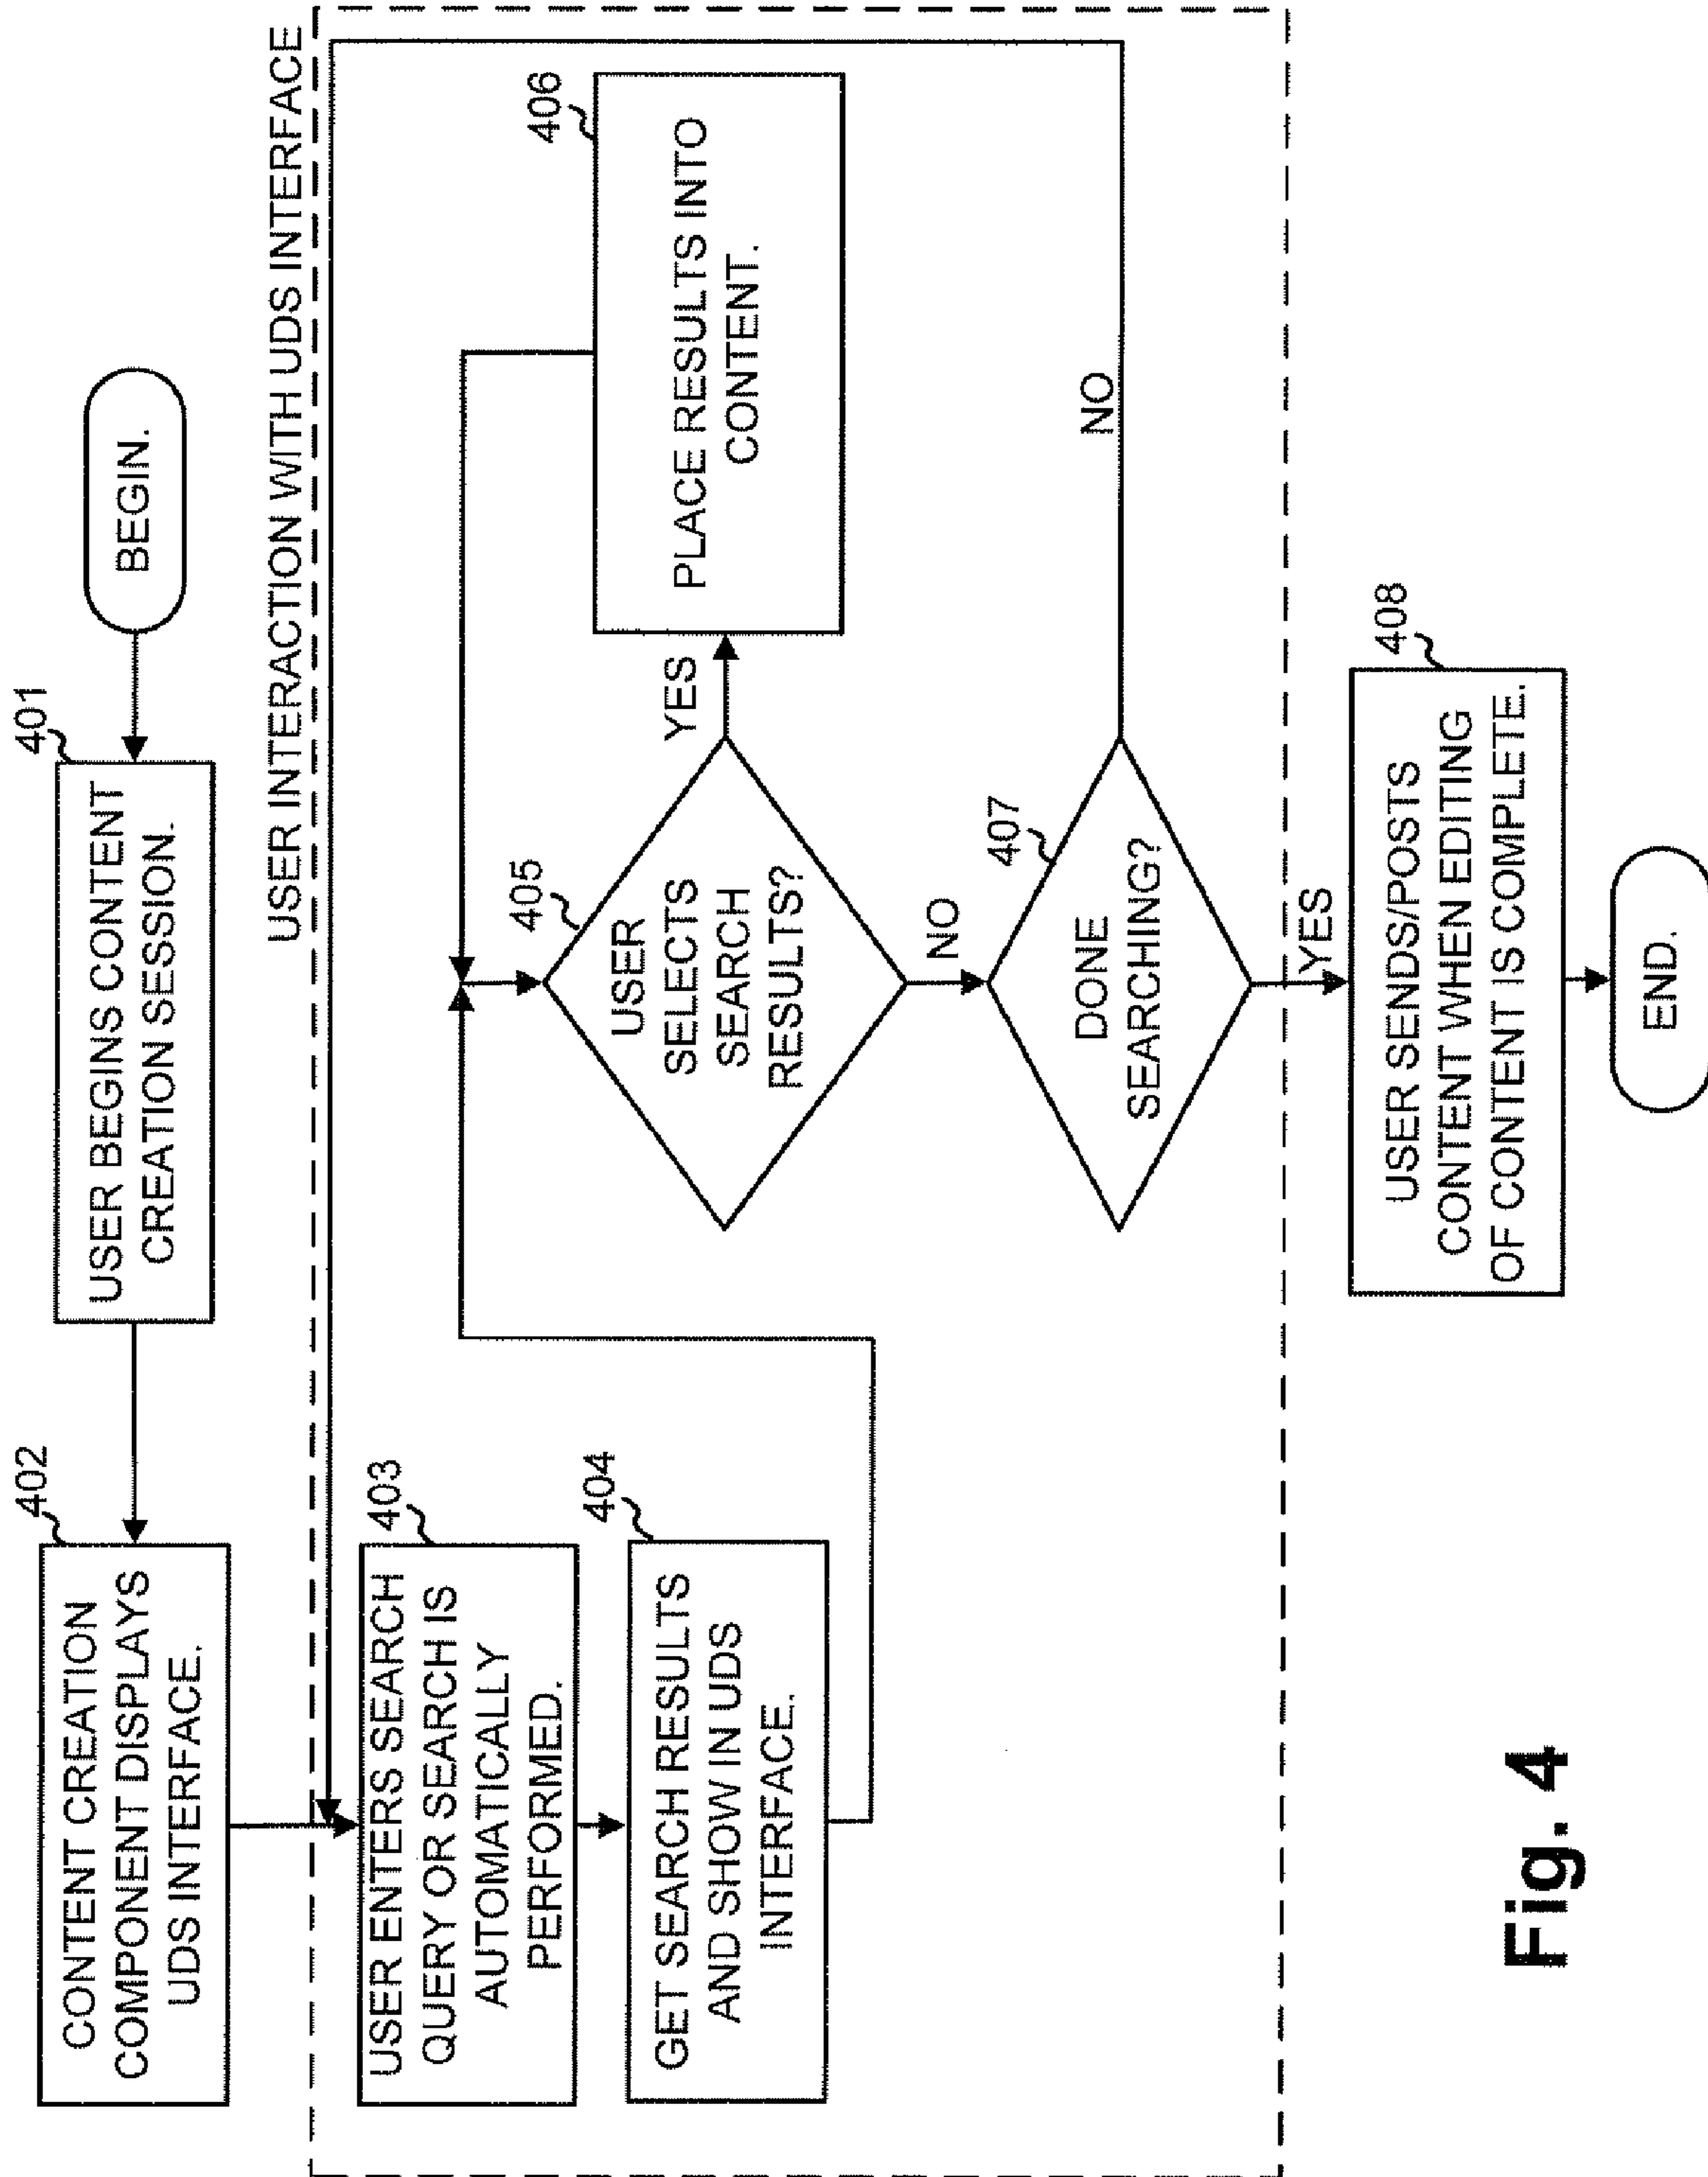 BEGIN.
401
USER BEGINS CONTENT
CREATION SESSION.
402
CONTENT CREATION
COMPONENT DISPLAYS
UDS INTERFACE.
USER INTERACTION WITH UDS INTERFACE
403
USER ENTERS SEARCH
QUERY OR SEARCH IS
AUTOMATICALLY
PERFORMED.
404
GET SEARCH RESULTS
AND SHOW IN UDS
INTERFACE.
405
USER
SELECTS
SEARCH
RESULTS?
YES
406
PLACE RESULTS INTO
CONTENT.
NO
407
DONE
SEARCHING?
NO
YES
408
USER SENDS/POSTS
CONTENT WHEN EDITING
OF CONTENT IS COMPLETE.
END.
Fig. 4